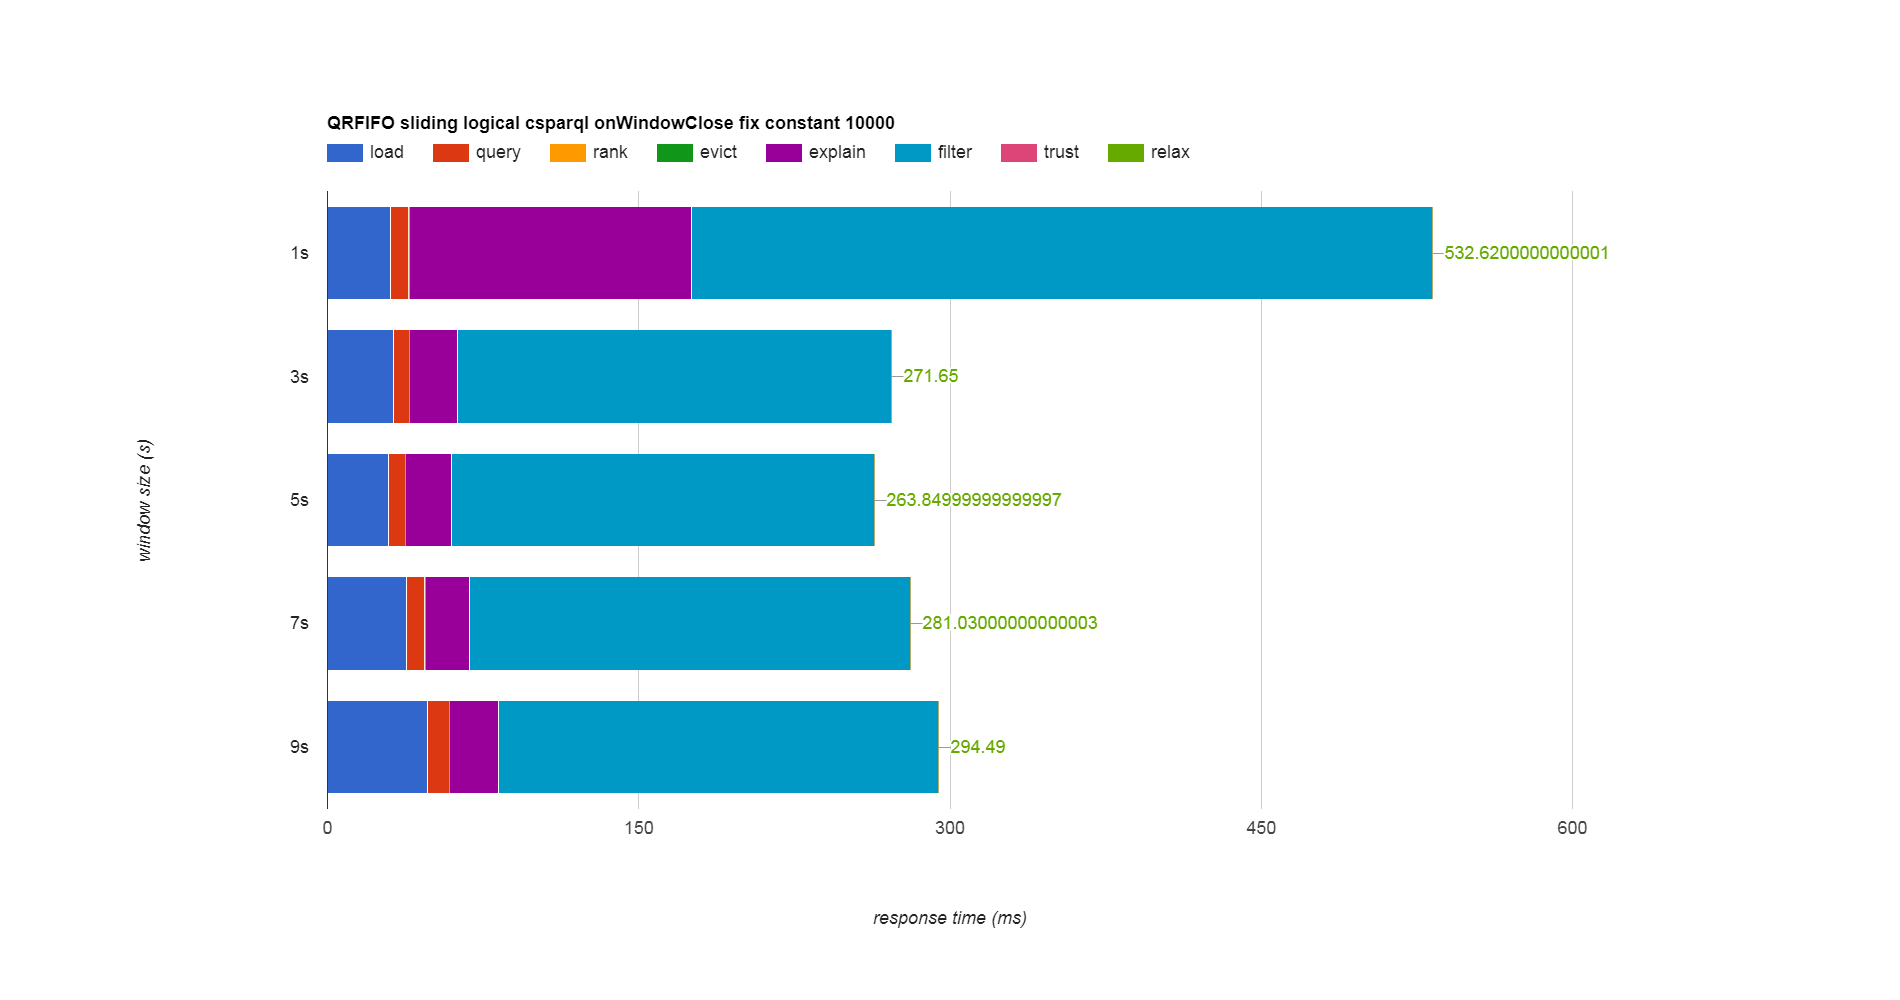 QRFIFO sliding logical csparql onWindowClose fix constant 10000
load query rank evict explain filter trust relax
1s 532.6200000000001
3s 271.65
5s 263.84999999999997
7s 281.03000000000003
9s 294.49
0 150 300 450 600
window size (s)
response time (ms)